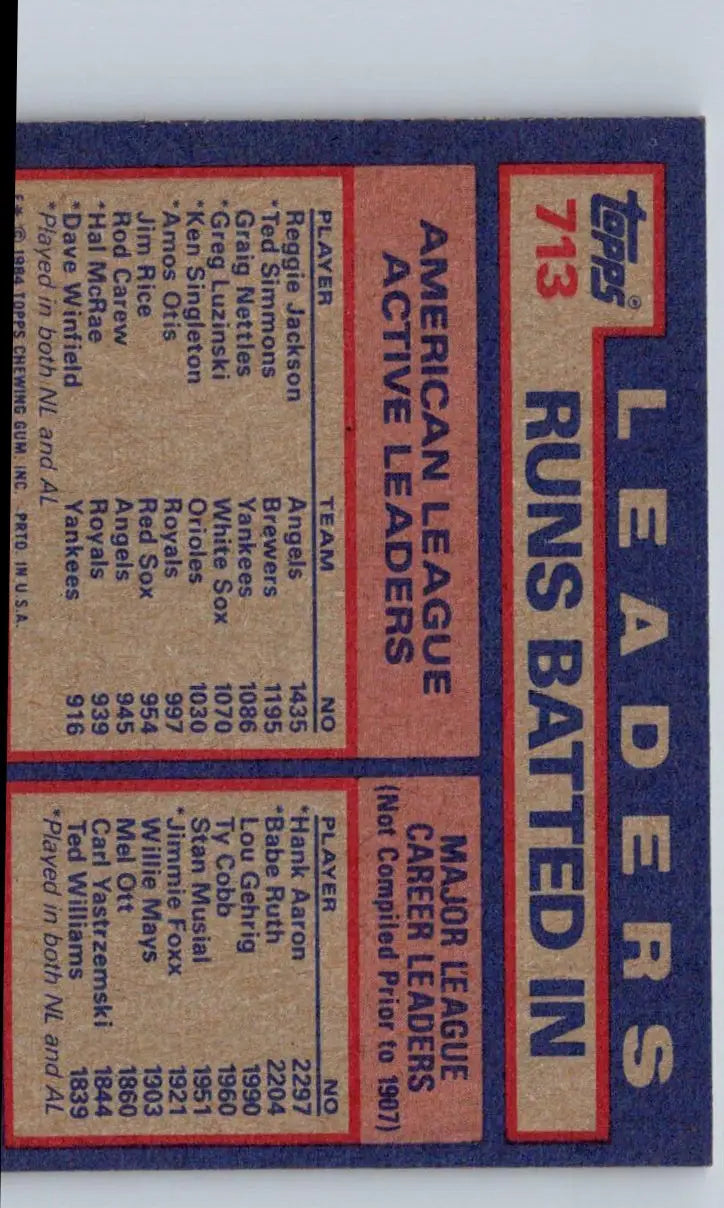 topps®
713
LEADERS
RUNS BATTED IN
AMERICAN LEAGUE
ACTIVE LEADERS
PLAYER TEAM NO
Reggie Jackson Angels 1435
*Ted Simmons Brewers 1195
Graig Nettles Yankees 1086
*Greg Luzinski White Sox 1070
*Ken Singleton Orioles 1030
*Amos Otis Royals 997
Jim Rice Red Sox 954
Rod Carew Angels 945
*Hal McRae Royals 939
*Dave Winfield Yankees 916
*Played in both NL and AL
© 1984 TOPPS CHEWING GUM, INC. PRTD. IN U.S.A.
MAJOR LEAGUE
CAREER LEADERS
(Not Compiled Prior to 1907)
PLAYER NO
*Hank Aaron 2297
*Babe Ruth 2204
Lou Gehrig 1990
Ty Cobb 1960
Stan Musial 1951
*Jimmie Foxx 1921
Willie Mays 1903
Mel Ott 1860
Carl Yastrzemski 1844
Ted Williams 1839
*Played in both NL and AL